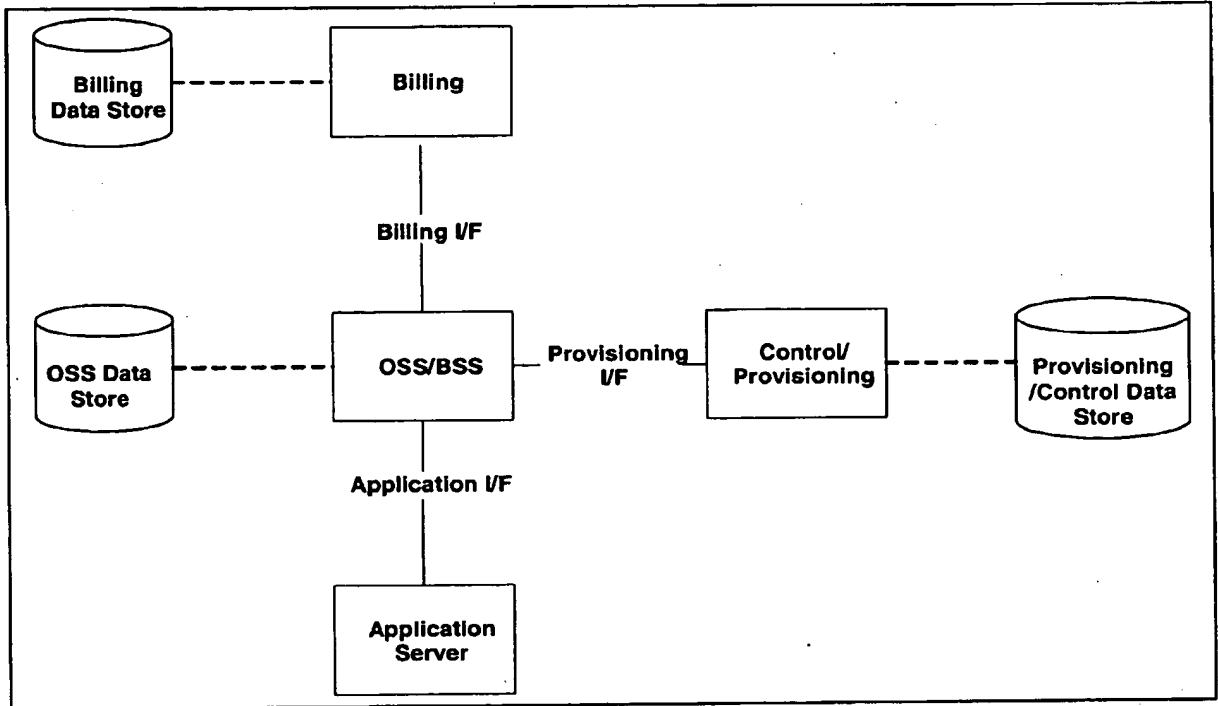 Billing
Data Store
Billing
Billing I/F
OSS Data
Store
OSS/BSS
Provisioning
I/F
Control/
Provisioning
Provisioning
/Control Data
Store
Application I/F
Application
Server